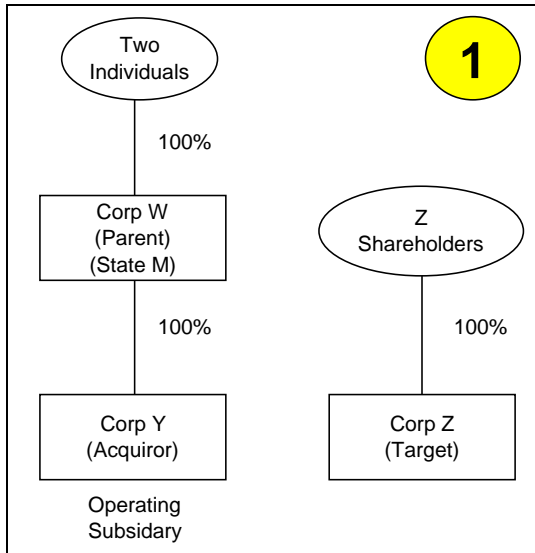 Two
Individuals
1
100%
Corp W
(Parent)
(State M)
Z
Shareholders
100%
100%
Corp Y
(Acquiror)
Corp Z
(Target)
Operating
Subsidary